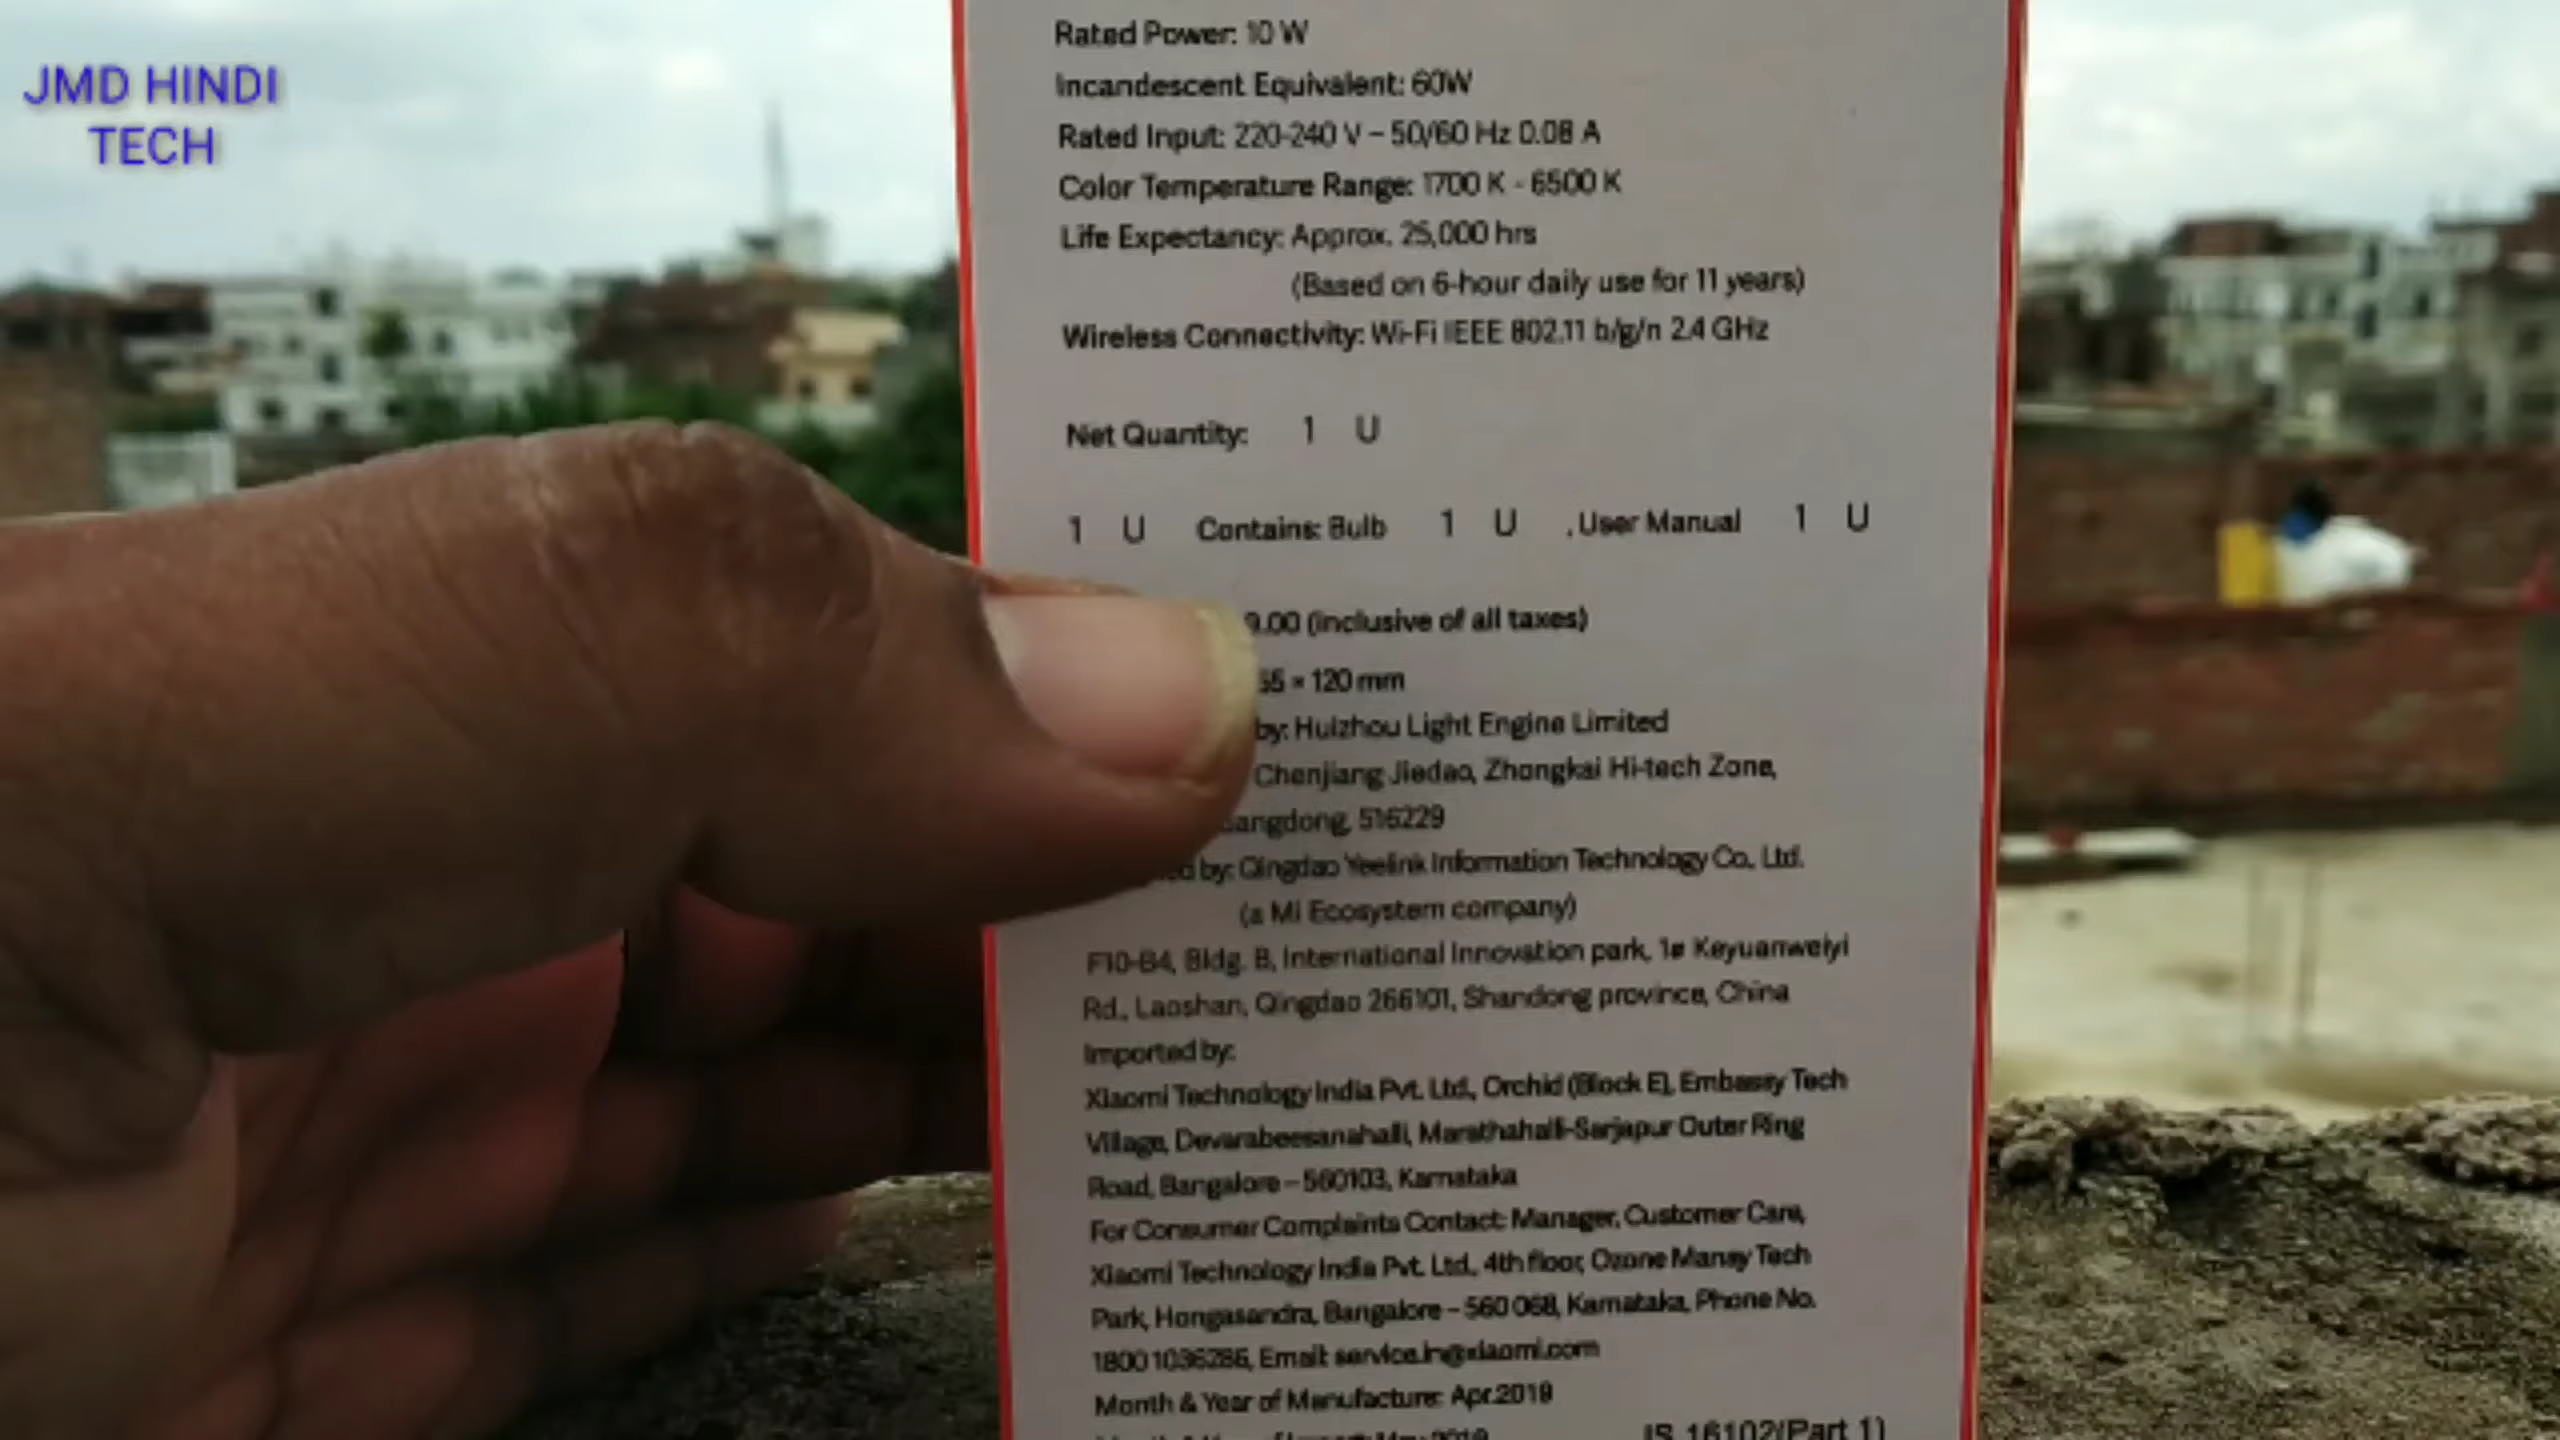 JMD HINDI
TECH
Rated Power: 10 W
Incandescent Equivalent: 60W
Rated Input: 220-240 V – 50/60 Hz 0.08 A
Color Temperature Range: 1700 K - 6500 K
Life Expectancy: Approx. 25,000 hrs
(Based on 6-hour daily use for 11 years)
Wireless Connectivity: Wi-Fi IEEE 802.11 b/g/n 2.4 GHz
Net Quantity: 1 U
1 U Contains: Bulb 1 U , User Manual 1 U
9.00 (inclusive of all taxes)
55 × 120 mm
by: Huizhou Light Engine Limited
Chenjiang Jiedao, Zhongkai Hi-tech Zone,
angdong, 516229
by: Qingdao Yeelink Information Technology Co., Ltd.
(a Mi Ecosystem company)
F10-B4, Bldg. B, International Innovation park, 1# Keyuanweiyi
Rd., Laoshan, Qingdao 266101, Shandong province, China
Imported by:
Xiaomi Technology India Pvt. Ltd., Orchid (Block E), Embassy Tech
Village, Devarabeesanahalli, Marathahalli-Sarjapur Outer Ring
Road, Bangalore – 560103, Karnataka
For Consumer Complaints Contact: Manager, Customer Care,
Xiaomi Technology India Pvt. Ltd., 4th floor, Ozone Manay Tech
Park, Hongasandra, Bangalore – 560 068, Karnataka, Phone No.
1800 1036286, Email: service.in@xiaomi.com
Month & Year of Manufacture: Apr.2019
IS 16102(Part 1)